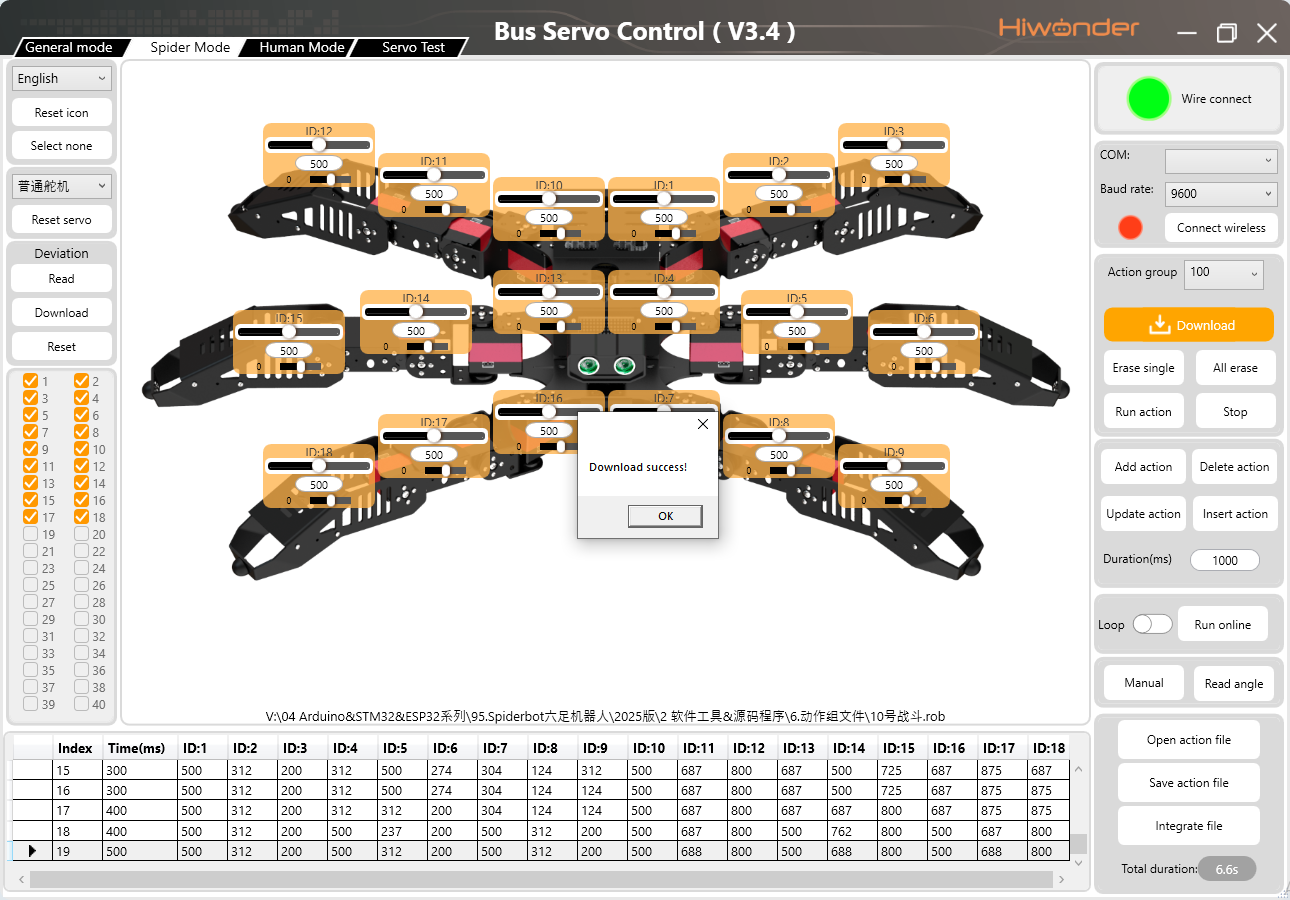 Bus Servo Control ( V3.4 )
Hiwonder
General mode
Spider Mode
Human Mode
Servo Test
English
Reset icon
Select none
普通舵机
Reset servo
Deviation
Read
Download
Reset
1 2
3 4
5 6
7 8
9 10
11 12
13 14
15 16
17 18
19 20
21 22
23 24
25 26
27 28
29 30
31 32
33 34
35 36
37 38
39 40
ID:12
500
0
ID:11
500
0
ID:10
500
0
ID:1
500
0
ID:2
500
0
ID:3
500
0
ID:15
500
0
ID:14
500
0
ID:13
500
0
ID:4
500
0
ID:5
500
0
ID:6
500
0
ID:18
500
0
ID:17
500
0
ID:16
500
0
ID:7
ID:8
500
0
ID:9
500
0
Download success!
OK
V:\04 Arduino&STM32&ESP32系列\95.Spiderbot六足机器人\2025版\2 软件工具&源码程序\6.动作组文件\10号战斗.rob
Wire connect
COM:
Baud rate: 9600
Connect wireless
Action group 100
Download
Erase single All erase
Run action Stop
Add action Delete action
Update action Insert action
Duration(ms) 1000
Loop Run online
Manual Read angle
Open action file
Save action file
Integrate file
Total duration: 6.6s
Index Time(ms) ID:1 ID:2 ID:3 ID:4 ID:5 ID:6 ID:7 ID:8 ID:9 ID:10 ID:11 ID:12 ID:13 ID:14 ID:15 ID:16 ID:17 ID:18
15 300 500 312 200 312 500 274 304 124 312 500 687 800 687 500 725 687 875 687
16 300 500 312 200 312 500 274 304 124 124 500 687 800 687 500 725 687 875 875
17 400 500 312 200 312 312 200 304 124 124 500 687 800 687 687 800 687 875 875
18 400 500 312 200 500 237 200 500 312 200 500 687 800 500 762 800 500 687 800
19 500 500 312 200 500 312 200 500 312 200 500 688 800 500 688 800 500 688 800